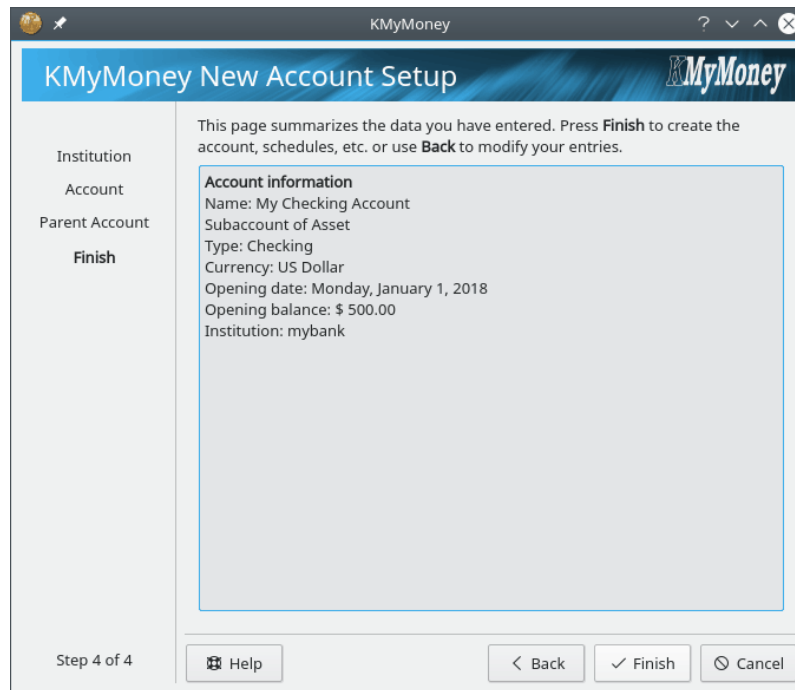 KMyMoney
KMyMoney New Account Setup
KMyMoney
Institution
Account
Parent Account
Finish
This page summarizes the data you have entered. Press Finish to create the
account, schedules, etc. or use Back to modify your entries.
Account information
Name: My Checking Account
Subaccount of Asset
Type: Checking
Currency: US Dollar
Opening date: Monday, January 1, 2018
Opening balance: $ 500.00
Institution: mybank
Step 4 of 4
Help
Back
Finish
Cancel